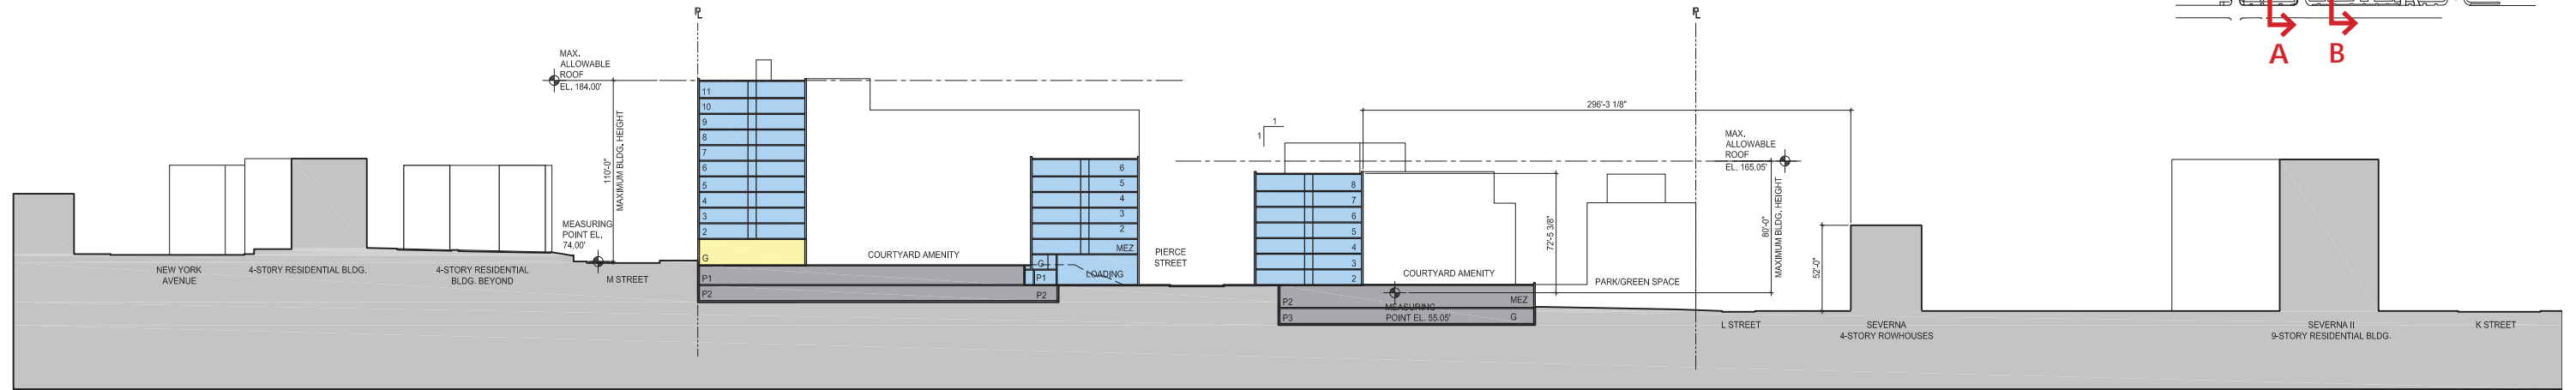 PL
PL
A
B
MAX.
ALLOWABLE
ROOF
EL. 184.00'
110'-0"
MAXIMUM BLDG. HEIGHT
MEASURING
POINT EL.
74.00'
11
10
9
8
7
6
5
4
3
2
G
P1
P2
COURTYARD AMENITY
6
5
4
3
2
MEZ
G
P1
LOADING
P2
PIERCE
STREET
1
1
8
7
6
5
4
3
2
P2
MEZ
P3
G
MEASURING
POINT EL. 55.05'
COURTYARD AMENITY
72'-5 3/8"
296'-3 1/8"
PARK/GREEN SPACE
MAX.
ALLOWABLE
ROOF
EL. 165.05'
80'-0"
MAXIMUM BLDG. HEIGHT
52'-0"
NEW YORK
AVENUE
4-STORY RESIDENTIAL BLDG.
4-STORY RESIDENTIAL
BLDG. BEYOND
M STREET
L STREET
SEVERNA
4-STORY ROWHOUSES
SEVERNA II
9-STORY RESIDENTIAL BLDG.
K STREET